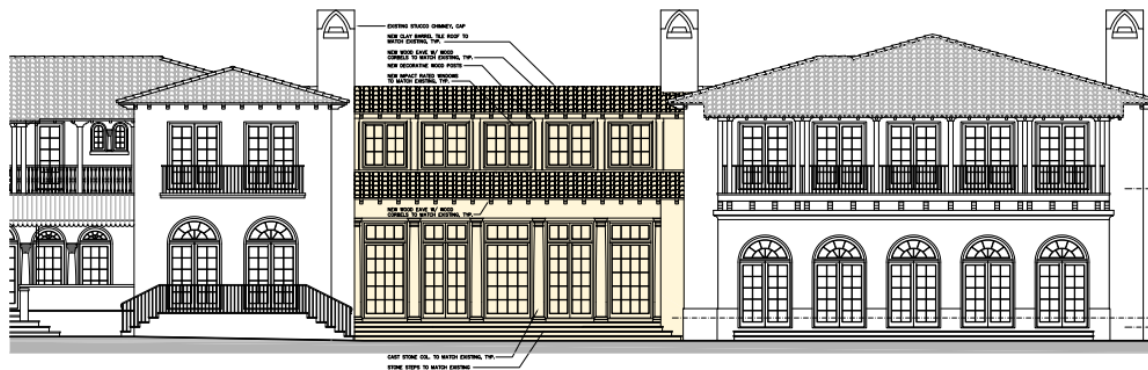 EXISTING STUCCO CHIMNEY, CAP
NEW CLAY BARREL TILE ROOF TO
MATCH EXISTING, TYP.
NEW WOOD EAVE W/ WOOD
CORBELS TO MATCH EXISTING, TYP.
NEW DECORATIVE WOOD POSTS
NEW IMPACT RATED WINDOWS
TO MATCH EXISTING, TYP.
NEW WOOD EAVE W/ WOOD
CORBELS TO MATCH EXISTING, TYP.
CAST STONE COL. TO MATCH EXISTING, TYP.
STONE STEPS TO MATCH EXISTING